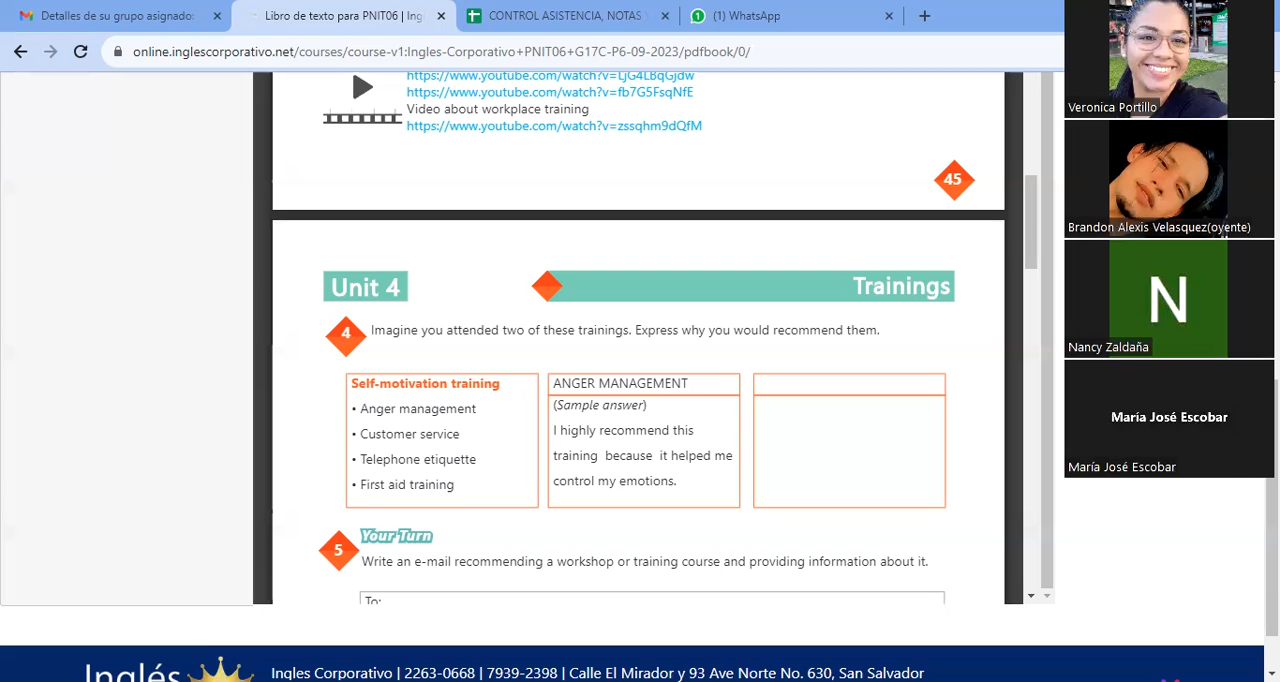 Detalles de su grupo asignado:
Libro de texto para PNIT06 | Ing
CONTROL ASISTENCIA, NOTAS
(1) WhatsApp
online.inglescorporativo.net/courses/course-v1:Ingles-Corporativo+PNIT06+G17C-P6-09-2023/pdfbook/0/
https://www.youtube.com/watch?v=LjG4LBqGjdw
https://www.youtube.com/watch?v=fb7G5FsqNfE
Video about workplace training
https://www.youtube.com/watch?v=zssqhm9dQfM
45
Unit 4
Trainings
4
Imagine you attended two of these trainings. Express why you would recommend them.
Self-motivation training
• Anger management
• Customer service
• Telephone etiquette
• First aid training
ANGER MANAGEMENT
(Sample answer)
I highly recommend this
training because it helped me
control my emotions.
5
Your Turn
Write an e-mail recommending a workshop or training course and providing information about it.
To:
Veronica Portillo
Brandon Alexis Velasquez(oyente)
N
Nancy Zaldaña
María José Escobar
María José Escobar
Inglés
Ingles Corporativo | 2263-0668 | 7939-2398 | Calle El Mirador y 93 Ave Norte No. 630, San Salvador